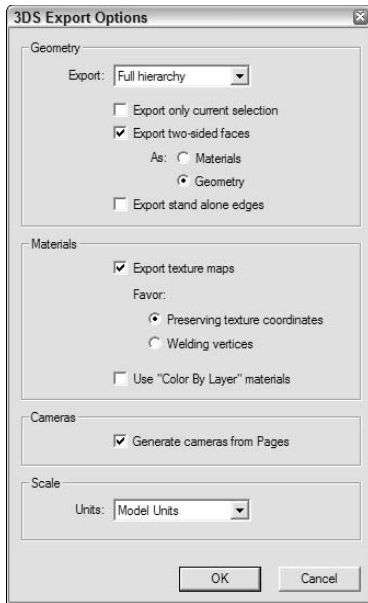 3DS Export Options
Geometry
Export: Full hierarchy
Export only current selection
Export two-sided faces
As: Materials
Geometry
Export stand alone edges
Materials
Export texture maps
Favor:
Preserving texture coordinates
Welding vertices
Use "Color By Layer" materials
Cameras
Generate cameras from Pages
Scale
Units: Model Units
OK Cancel